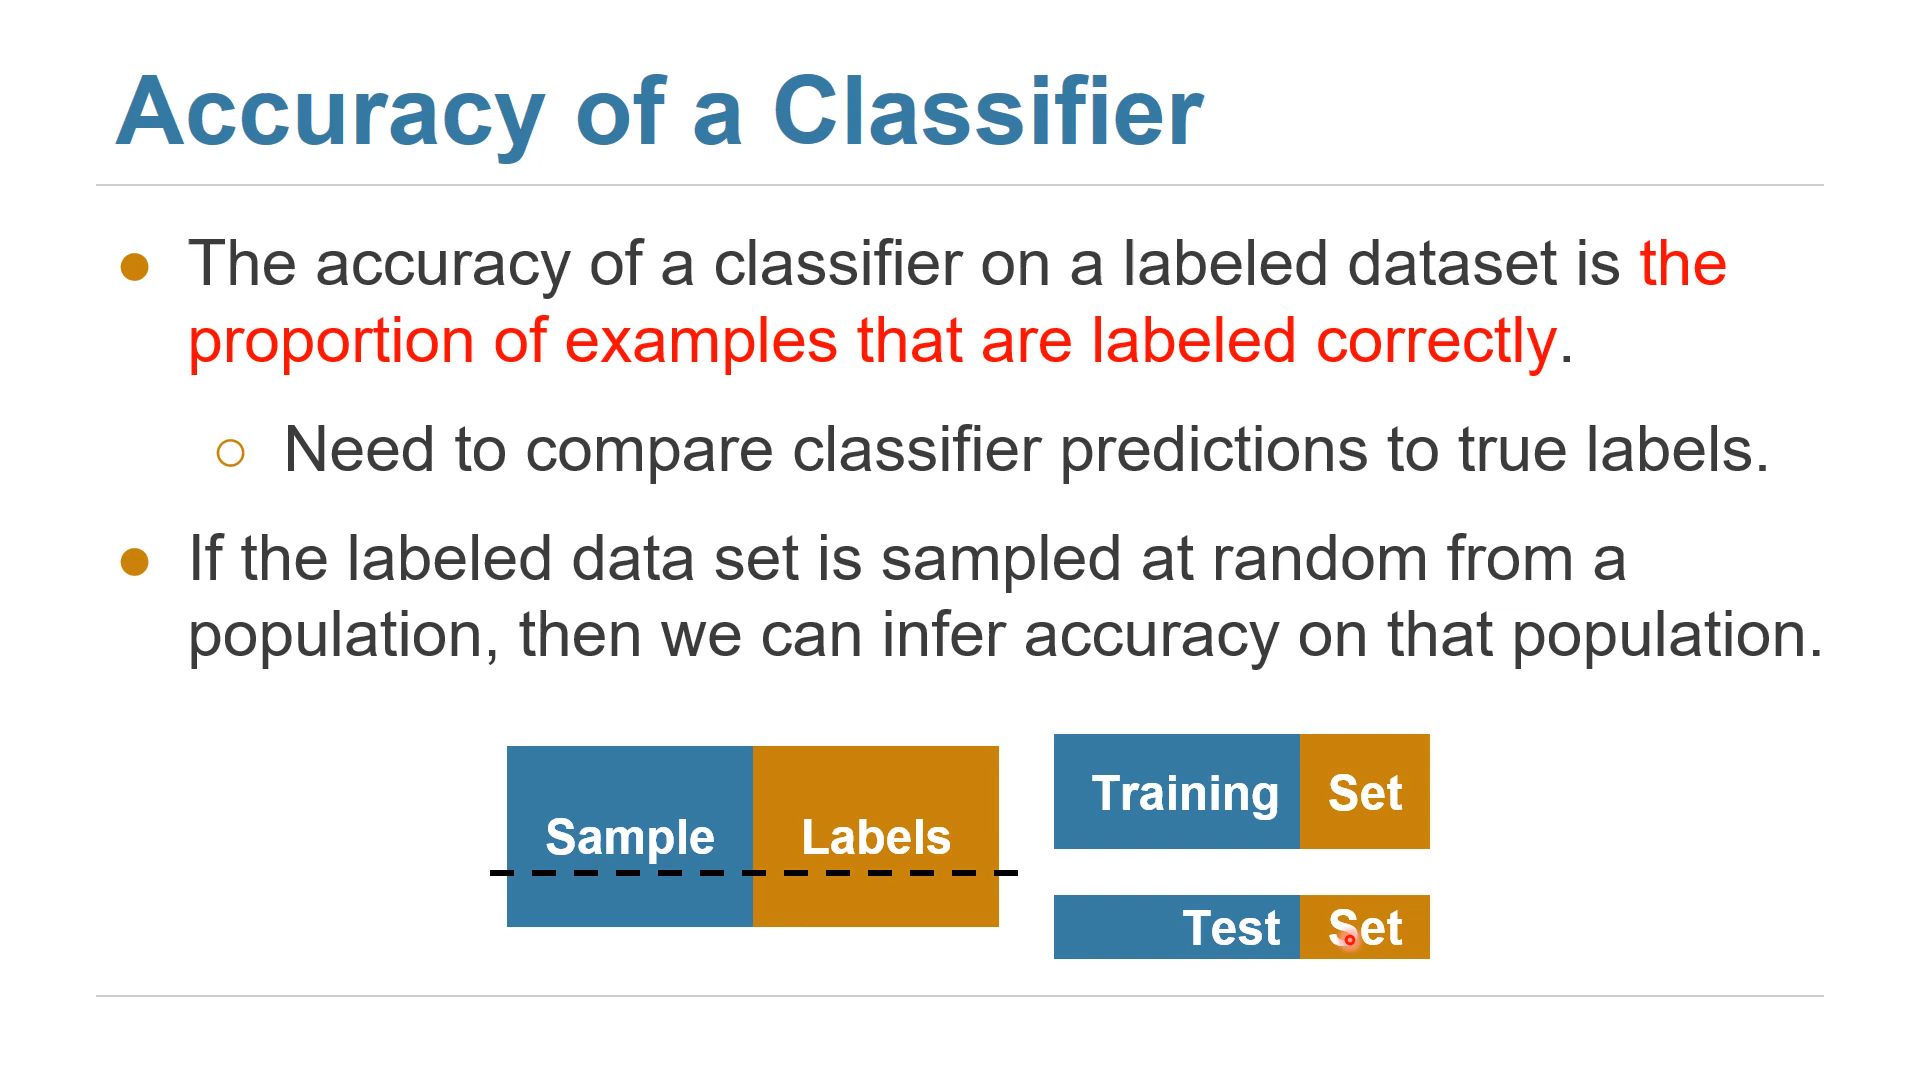 Accuracy of a Classifier
● The accuracy of a classifier on a labeled dataset is the
proportion of examples that are labeled correctly.
○ Need to compare classifier predictions to true labels.
● If the labeled data set is sampled at random from a
population, then we can infer accuracy on that population.
Sample Labels
Training Set
Test Set